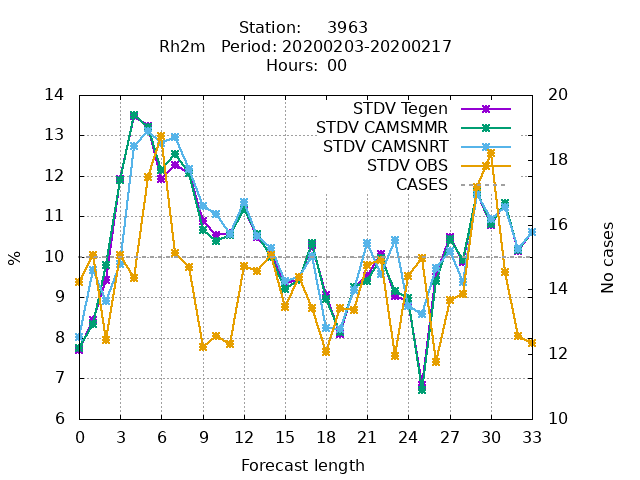 Station: 3963
Rh2m Period: 20200203-20200217
Hours: 00
14
13
12
11
10
9
8
7
6
%
20
18
16
14
12
10
No cases
STDV Tegen
STDV CAMSMMR
STDV CAMSNRT
STDV OBS
CASES
0 3 6 9 12 15 18 21 24 27 30 33
Forecast length